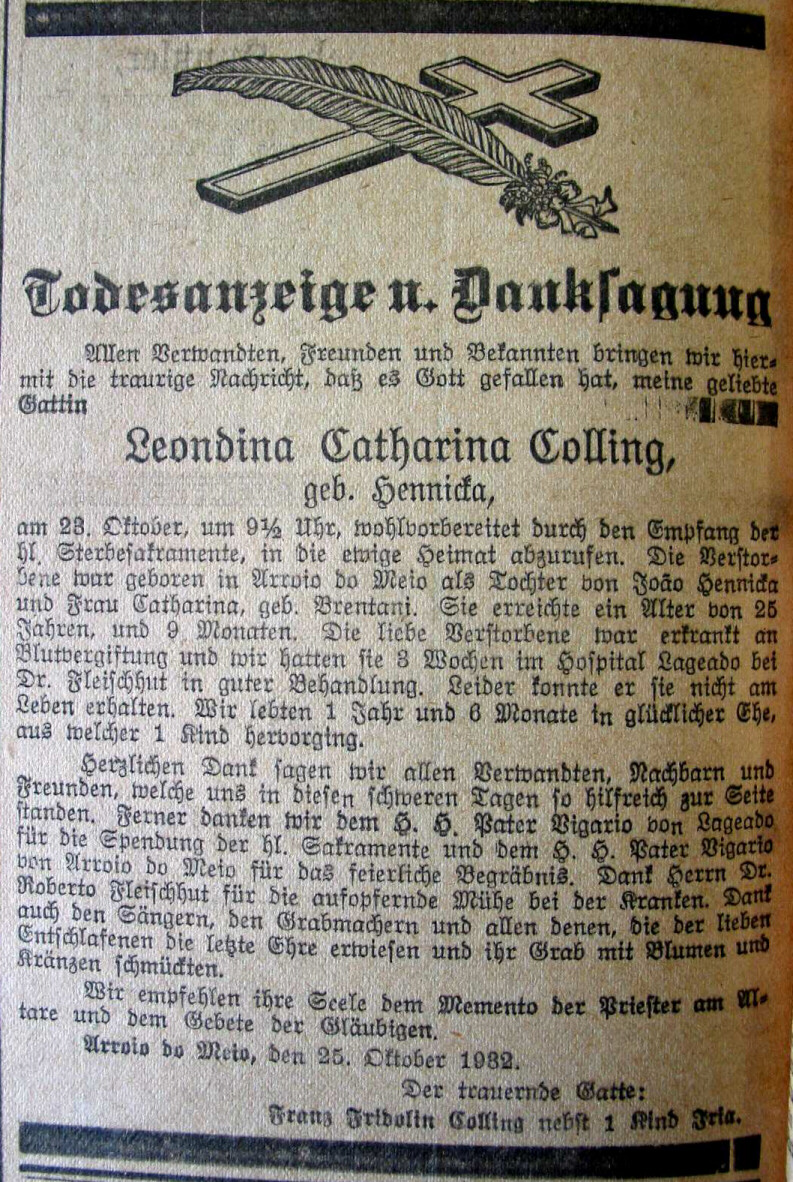 Todesanzeige u. Danksagung
Allen Verwandten, Freunden und Bekannten bringen wir hier-
mit die traurige Nachricht, daß es Gott gefallen hat, meine geliebte
Gattin
Leondina Catharina Colling,
geb. Hennicka,
am 23. Oktober, um 9½ Uhr, wohlvorbereitet durch den Empfang der
hl. Sterbesakramente, in die ewige Heimat abzurufen. Die Verstor-
bene war geboren in Arroio do Meio als Tochter von João Hennicka
und Frau Catharina, geb. Brentani. Sie erreichte ein Alter von 25
Jahren, und 9 Monaten. Die liebe Verstorbene war erkrankt an
Blutvergiftung und wir hatten sie 3 Wochen im Hospital Lageado bei
Dr. Fleischhut in guter Behandlung. Leider konnte er sie nicht am
Leben erhalten. Wir lebten 1 Jahr und 6 Monate in glücklicher Ehe,
aus welcher 1 Kind hervorging.
Herzlichen Dank sagen wir allen Verwandten, Nachbarn und
Freunden, welche uns in diesen schweren Tagen so hilfreich zur Seite
standen. Ferner danken wir dem H. H. Pater Vigario von Lageado
für die Spendung der hl. Sakramente und dem H. H. Pater Vigario
von Arroio do Meio für das feierliche Begräbnis. Dank Herrn Dr.
Roberto Fleischhut für die aufopfernde Mühe bei der Kranken. Dank
auch den Sängern, den Grabmachern und allen denen, die der lieben
Entschlafenen die letzte Ehre erwiesen und ihr Grab mit Blumen und
Kränzen schmückten.
Wir empfehlen ihre Seele dem Memento der Priester am Al-
tare und dem Gebete der Gläubigen.
Arroio do Meio, den 25. Oktober 1932.
Der trauernde Gatte:
Franz Fridolin Colling nebst 1 Kind Iria.